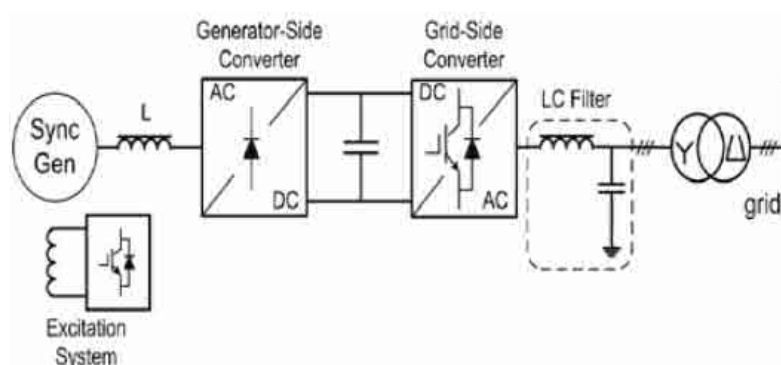 Generator-Side
Converter
Grid-Side
Converter
L
AC
DC
LC Filter
Sync
Gen
Y
Δ
DC
AC
grid
Excitation
System